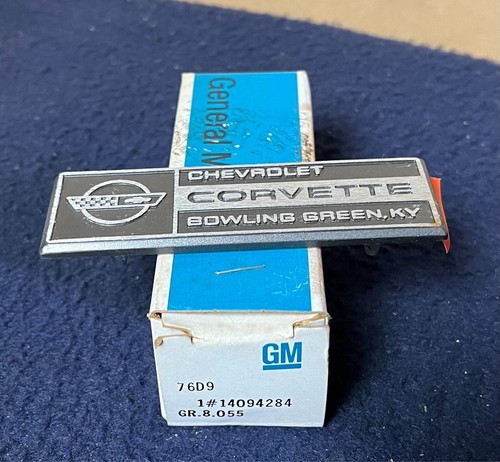 General M
CHEVROLET
CORVETTE
BOWLING GREEN, KY
GM
76D9
1#14094284
GR.8.055